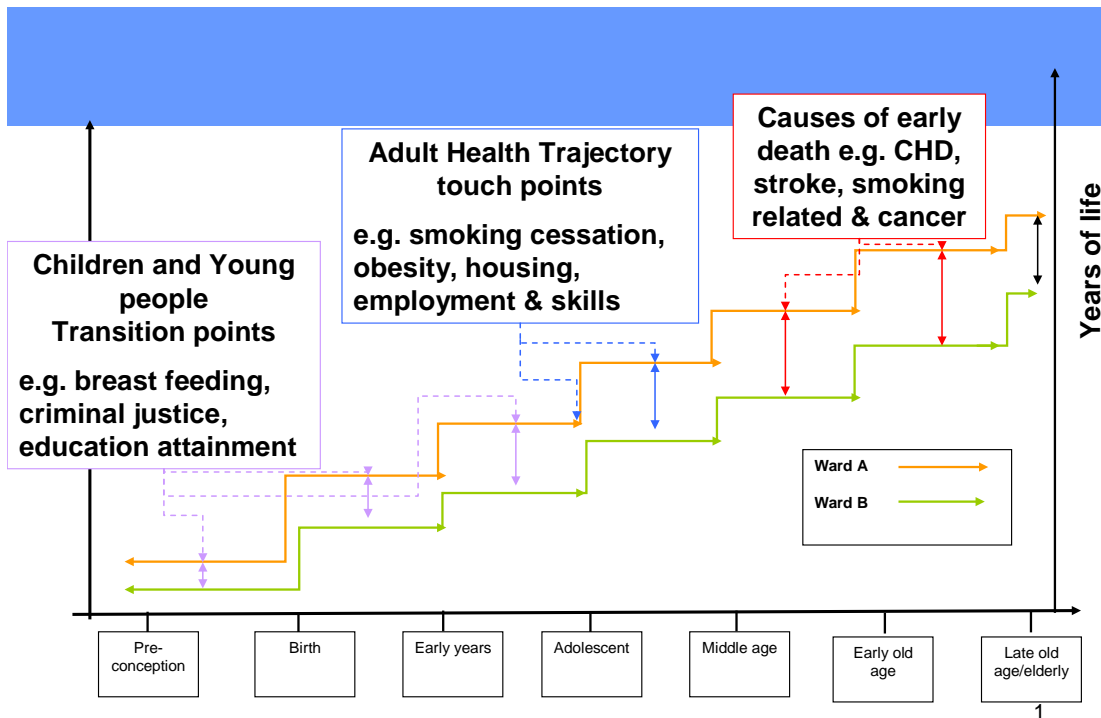 Causes of early
death e.g. CHD,
stroke, smoking
related & cancer
Adult Health Trajectory
touch points
e.g. smoking cessation,
obesity, housing,
employment & skills
Children and Young
people
Transition points
e.g. breast feeding,
criminal justice,
education attainment
Years of life
Ward A
Ward B
Pre-
conception
Birth
Early years
Adolescent
Middle age
Early old
age
Late old
age/elderly
1